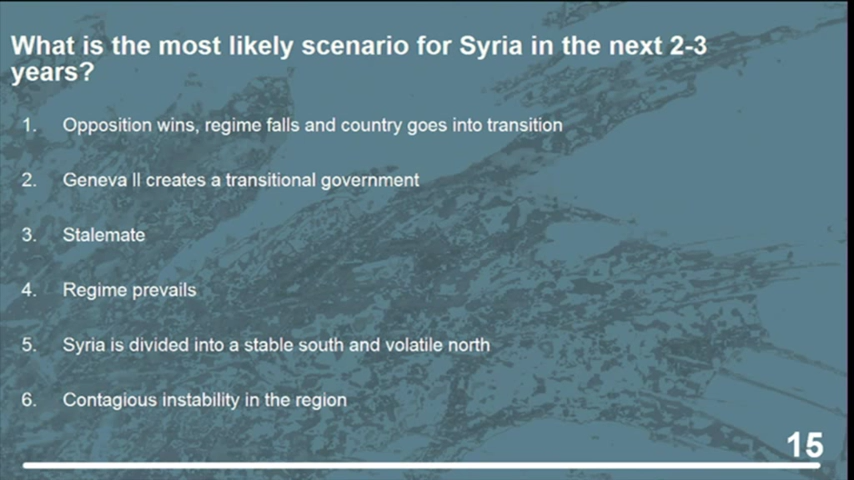 What is the most likely scenario for Syria in the next 2-3
years?
1. Opposition wins, regime falls and country goes into transition
2. Geneva II creates a transitional government
3. Stalemate
4. Regime prevails
5. Syria is divided into a stable south and volatile north
6. Contagious instability in the region
15